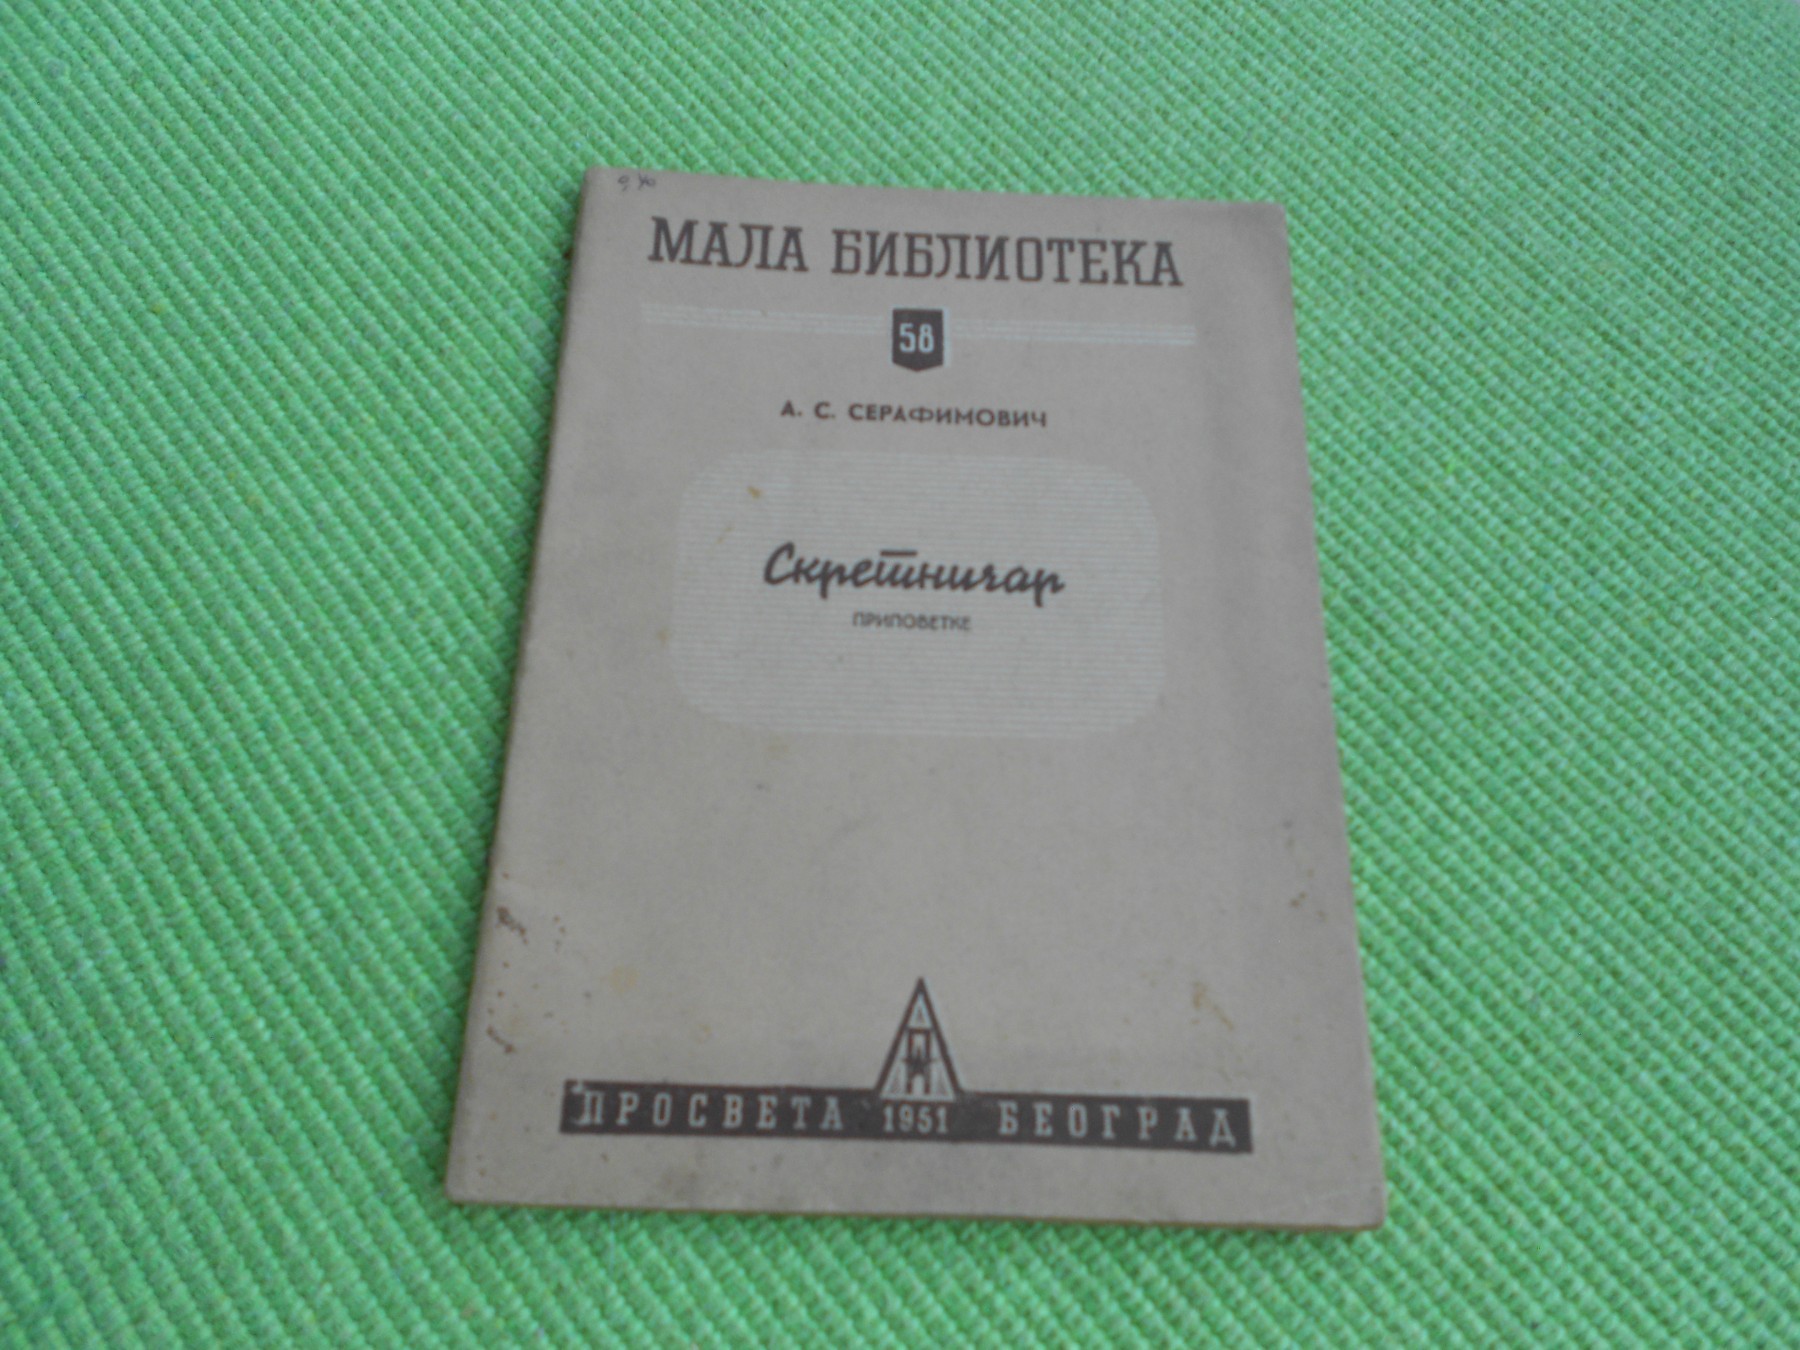 МАЛА БИБЛИОТЕКА
58
А. С. СЕРАФИМОВИЧ
Скретничар
ПРИПОВЕТКЕ
ПРОСВЕТА 1951 БЕОГРАД